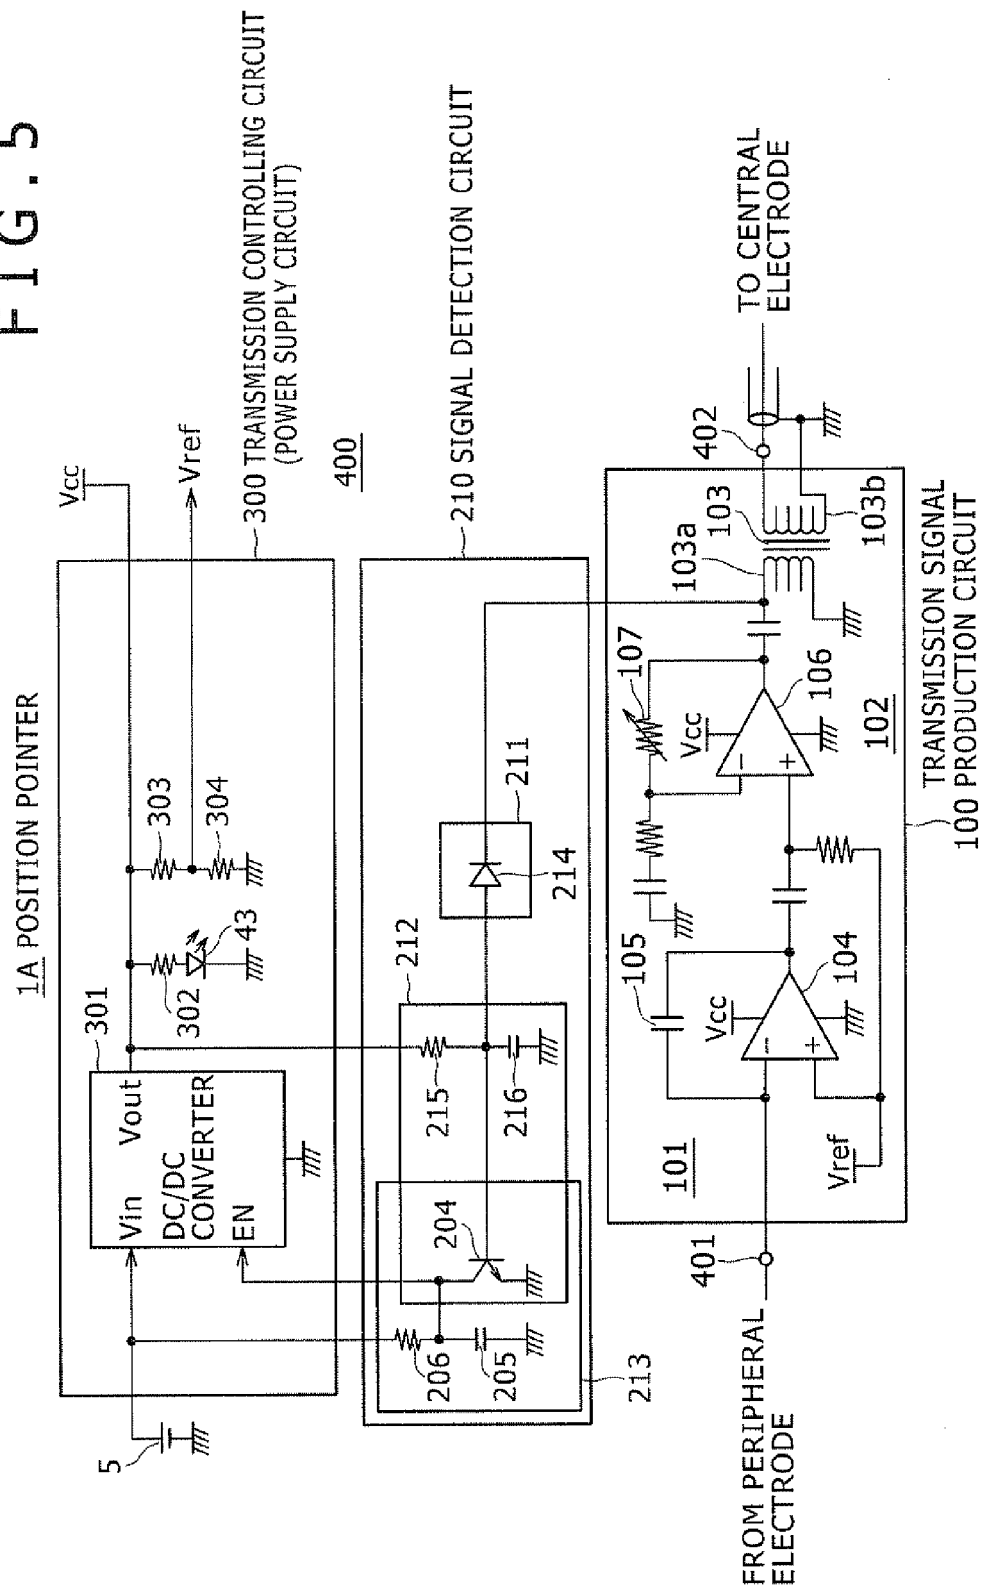 FIG. 5
1A POSITION POINTER
300 TRANSMISSION CONTROLLING CIRCUIT
(POWER SUPPLY CIRCUIT)
Vcc
Vref
5
301
Vin
Vout
DC/DC
CONVERTER
EN
302
43
303
304
400
210 SIGNAL DETECTION CIRCUIT
206
205
213
204
212
215
216
211
214
FROM PERIPHERAL
ELECTRODE
401
101
Vref
105
Vcc
−
+
104
107
Vcc
−
+
106
102
103a
103
103b
402
TO CENTRAL
ELECTRODE
TRANSMISSION SIGNAL
100 PRODUCTION CIRCUIT